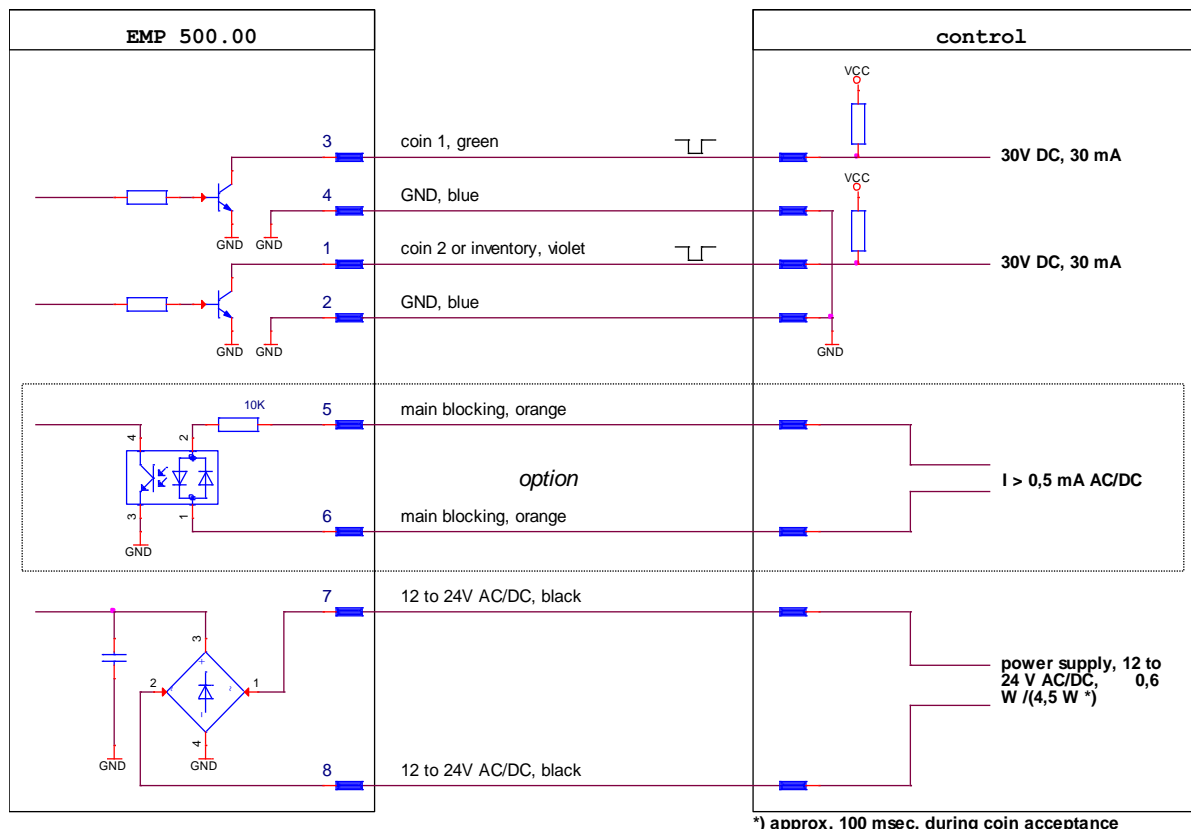 EMP 500.00
control
VCC
3
coin 1, green
30V DC, 30 mA
4
GND, blue
VCC
GND
GND
1
coin 2 or inventory, violet
30V DC, 30 mA
2
GND, blue
GND
GND
GND
10K
5
main blocking, orange
4
2
option
I > 0,5 mA AC/DC
3
1
6
main blocking, orange
GND
7
12 to 24V AC/DC, black
3
+
2
~
~
1
power supply, 12 to
24 V AC/DC, 0,6
W /(4,5 W *)
-
4
GND
GND
8
12 to 24V AC/DC, black
*) approx. 100 msec. during coin acceptance